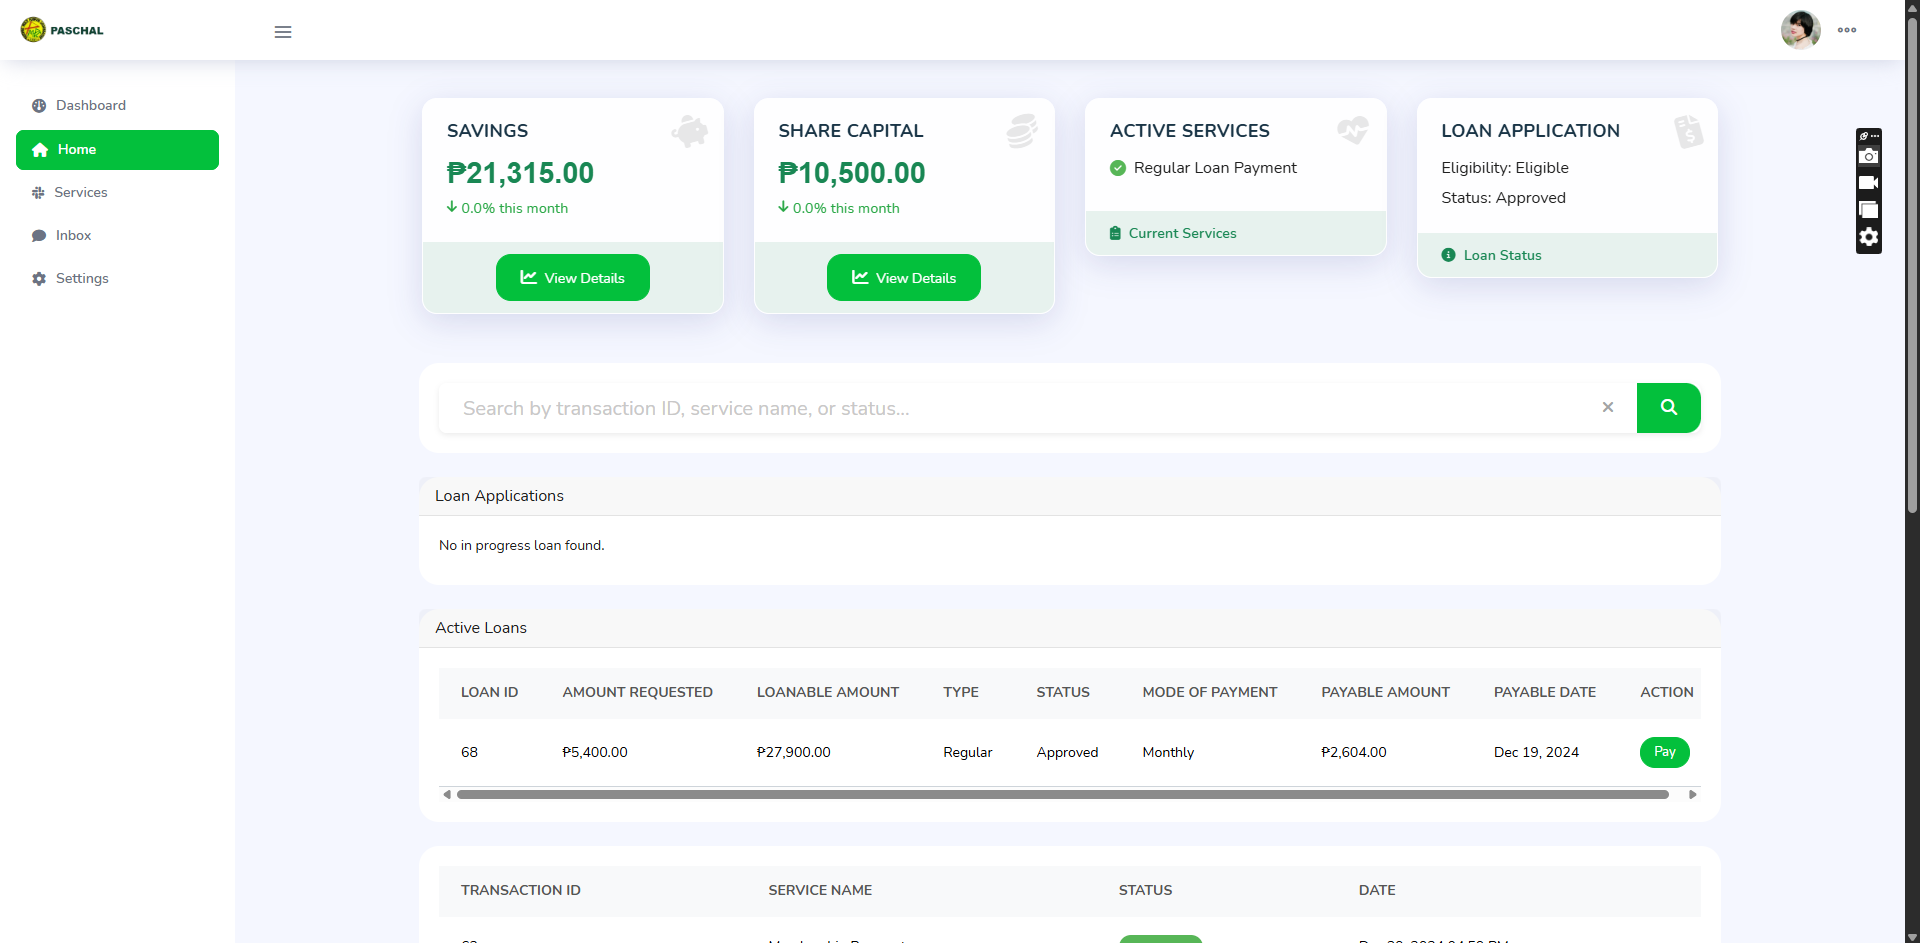 PASCHAL
Dashboard
Home
Services
Inbox
Settings
SAVINGS
₱21,315.00
0.0% this month
View Details
SHARE CAPITAL
₱10,500.00
0.0% this month
View Details
ACTIVE SERVICES
Regular Loan Payment
Current Services
LOAN APPLICATION
Eligibility: Eligible
Status: Approved
Loan Status
Search by transaction ID, service name, or status...
Loan Applications
No in progress loan found.
Active Loans
LOAN ID AMOUNT REQUESTED LOANABLE AMOUNT TYPE STATUS MODE OF PAYMENT PAYABLE AMOUNT PAYABLE DATE ACTION
68 ₱5,400.00 ₱27,900.00 Regular Approved Monthly ₱2,604.00 Dec 19, 2024 Pay
TRANSACTION ID SERVICE NAME STATUS DATE